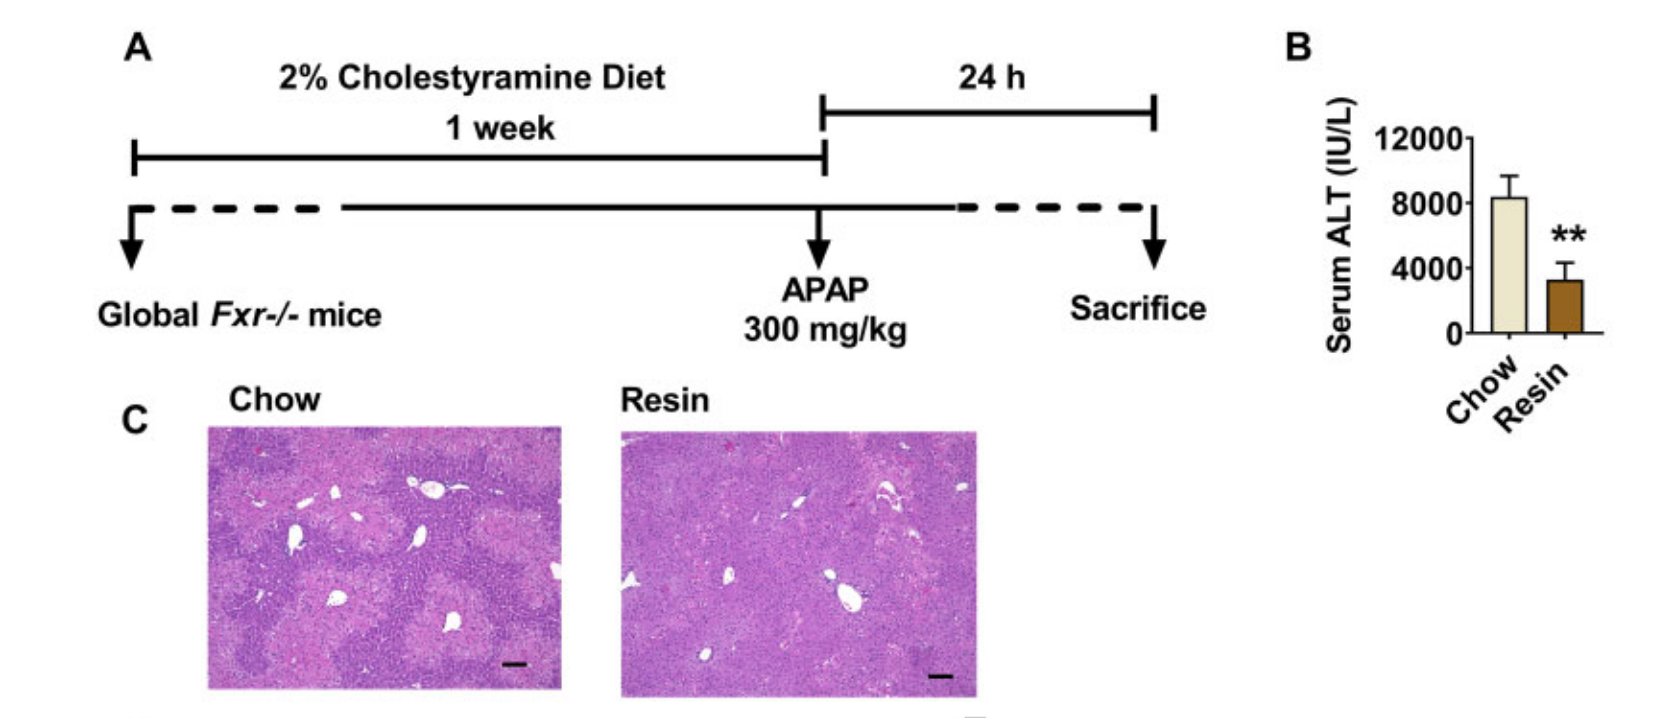 A
2% Cholestyramine Diet
1 week
24 h
Global Fxr-/- mice
APAP
300 mg/kg
Sacrifice
B
Serum ALT (IU/L)
12000
8000
4000
0
**
Chow
Resin
C
Chow
Resin